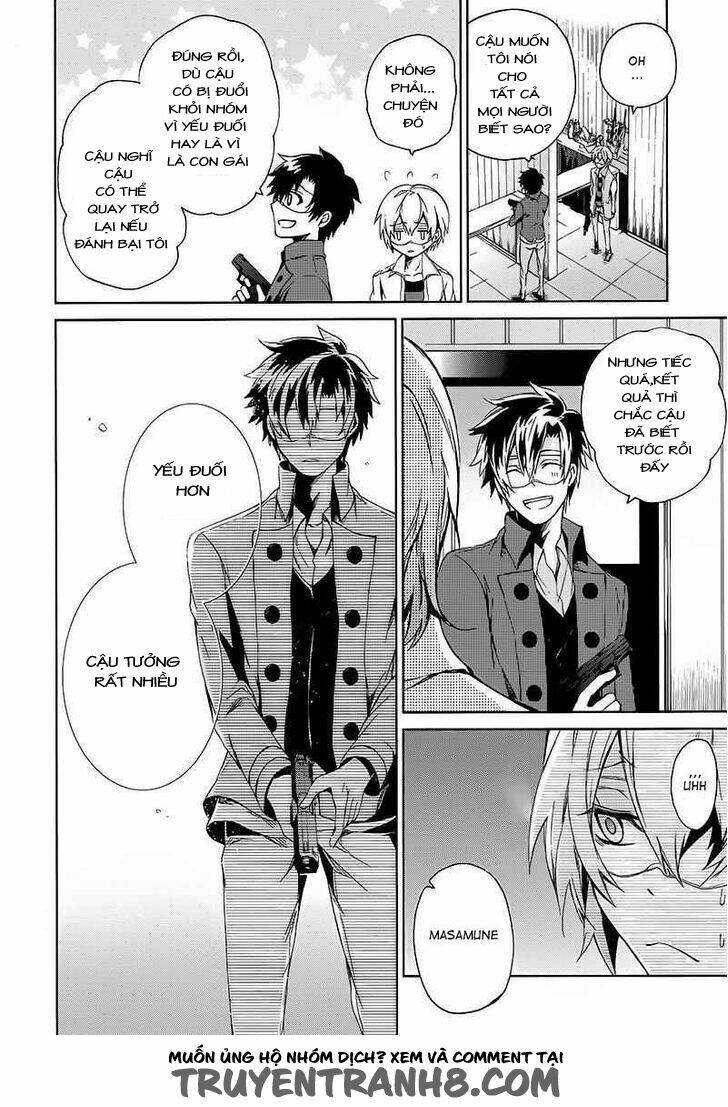 OH
...
CẬU MUỐN
TÔI NÓI
CHO
TẤT CẢ
MỌI NGƯỜI
BIẾT SAO?
KHÔNG
PHẢI...
CHUYỆN
ĐÓ
ĐÚNG RỒI,
DÙ CẬU
CÓ BỊ ĐUỔI
KHỎI NHÓM
VÌ YẾU ĐUỐI
HAY LÀ VÌ
LÀ CON GÁI
CẬU NGHĨ
CẬU
CÓ THỂ
QUAY TRỞ
LẠI NẾU
ĐÁNH BẠI TÔI
NHƯNG TIẾC
QUÁ,KẾT
QUẢ THÌ
CHẮC CẬU
ĐÃ BIẾT
TRƯỚC RỒI
ĐẤY
...
ƯHH
MASAMUNE
YẾU ĐUỐI
HƠN
CẬU TƯỞNG
RẤT NHIỀU
MUỐN ỦNG HỘ NHÓM DỊCH? XEM VÀ COMMENT TẠI
TRUYENTRANH8.COM